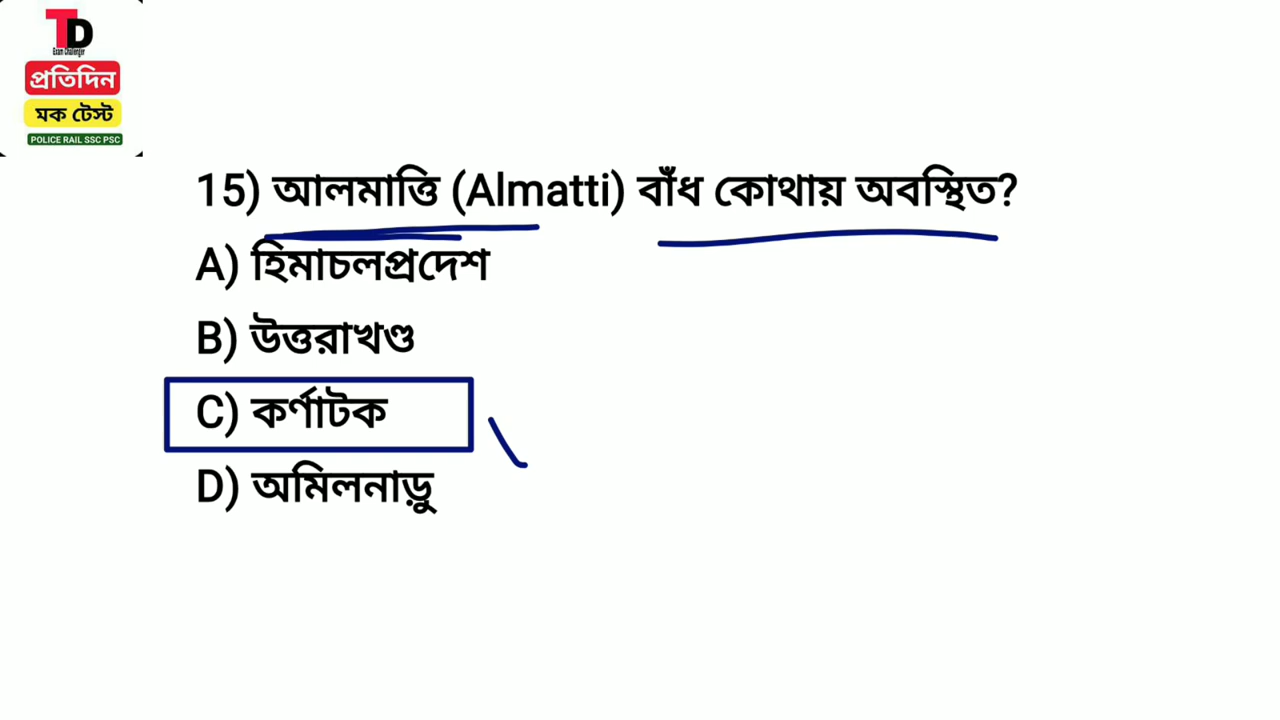 TD
Exam Challenger
প্রতিদিন
মক টেস্ট
POLICE RAIL SSC PSC
15) আলমাত্তি (Almatti) বাঁধ কোথায় অবস্থিত?
A) হিমাচলপ্রদেশ
B) উত্তরাখণ্ড
C) কর্ণাটক
D) অমিলনাড়ু